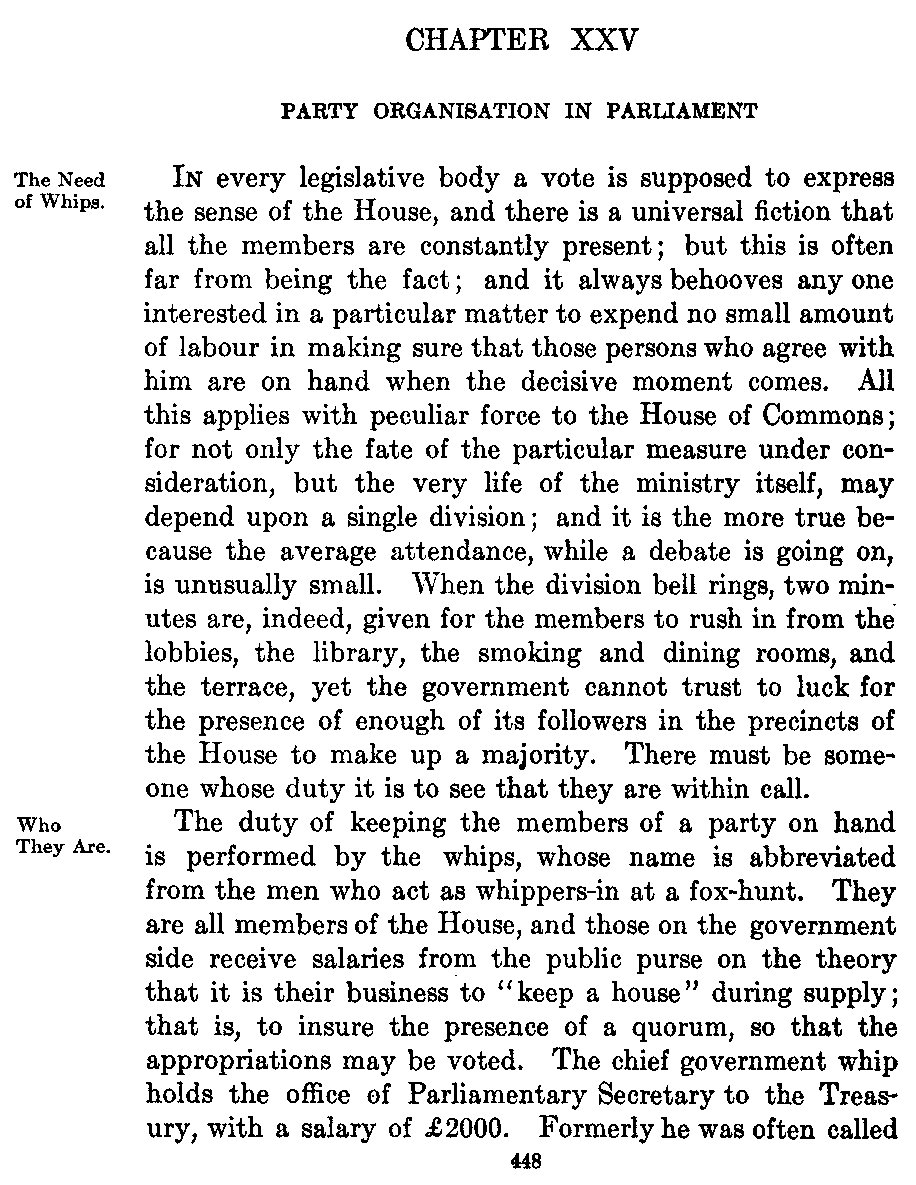 CHAPTER XXV
PARTY ORGANISATION IN PARLIAMENT
The Need
of Whips.
IN every legislative body a vote is supposed to express
the sense of the House, and there is a universal fiction that
all the members are constantly present; but this is often
far from being the fact; and it always behooves any one
interested in a particular matter to expend no small amount
of labour in making sure that those persons who agree with
him are on hand when the decisive moment comes. All
this applies with peculiar force to the House of Commons;
for not only the fate of the particular measure under con-
sideration, but the very life of the ministry itself, may
depend upon a single division; and it is the more true be-
cause the average attendance, while a debate is going on,
is unusually small. When the division bell rings, two min-
utes are, indeed, given for the members to rush in from the
lobbies, the library, the smoking and dining rooms, and
the terrace, yet the government cannot trust to luck for
the presence of enough of its followers in the precincts of
the House to make up a majority. There must be some-
one whose duty it is to see that they are within call.
Who
They Are.
The duty of keeping the members of a party on hand
is performed by the whips, whose name is abbreviated
from the men who act as whippers-in at a fox-hunt. They
are all members of the House, and those on the government
side receive salaries from the public purse on the theory
that it is their business to "keep a house" during supply;
that is, to insure the presence of a quorum, so that the
appropriations may be voted. The chief government whip
holds the office of Parliamentary Secretary to the Treas-
ury, with a salary of £2000. Formerly he was often called
448